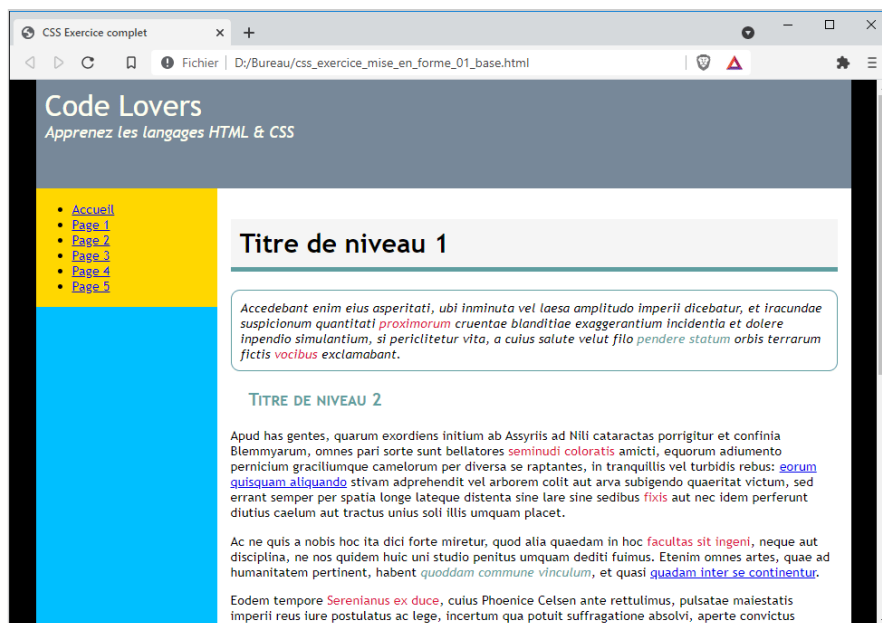 CSS Exercice complet
Fichier D:/Bureau/css_exercice_mise_en_forme_01_base.html
Code Lovers
Apprenez les langages HTML & CSS
Accueil
Page 1
Page 2
Page 3
Page 4
Page 5
Titre de niveau 1
Accedebant enim eius asperitati, ubi inminuta vel laesa amplitudo imperii dicebatur, et iracundae
suspicionum quantitati proximorum cruentae blanditiae exaggerantium incidentia et dolere
inpendio simulantium, si periclitetur vita, a cuius salute velut filo pendere statum orbis terrarum
fictis vocibus exclamabant.
Titre de niveau 2
Apud has gentes, quarum exordiens initium ab Assyriis ad Nili cataractas porrigitur et confinia
Blemmyarum, omnes pari sorte sunt bellatores seminudi coloratis amicti, equorum adiumento
pernicium graciliumque camelorum per diversa se raptantes, in tranquillis vel turbidis rebus: eorum
quisquam aliquando stivam adprehendit vel arborem colit aut arva subigendo quaeritat victum, sed
errant semper per spatia longe lateque distenta sine lare sine sedibus fixis aut nec idem perferunt
diutius caelum aut tractus unius soli illis umquam placet.
Ac ne quis a nobis hoc ita dici forte miretur, quod alia quaedam in hoc facultas sit ingeni, neque aut
disciplina, ne nos quidem huic uni studio penitus umquam dediti fuimus. Etenim omnes artes, quae ad
humanitatem pertinent, habent quoddam commune vinculum, et quasi quadam inter se continentur.
Eodem tempore Serenianus ex duce, cuius Phoenice Celsen ante rettulimus, pulsatae maiestatis
imperii reus iure postulatus ac lege, incertum qua potuit suffragatione absolvi, aperte convictus